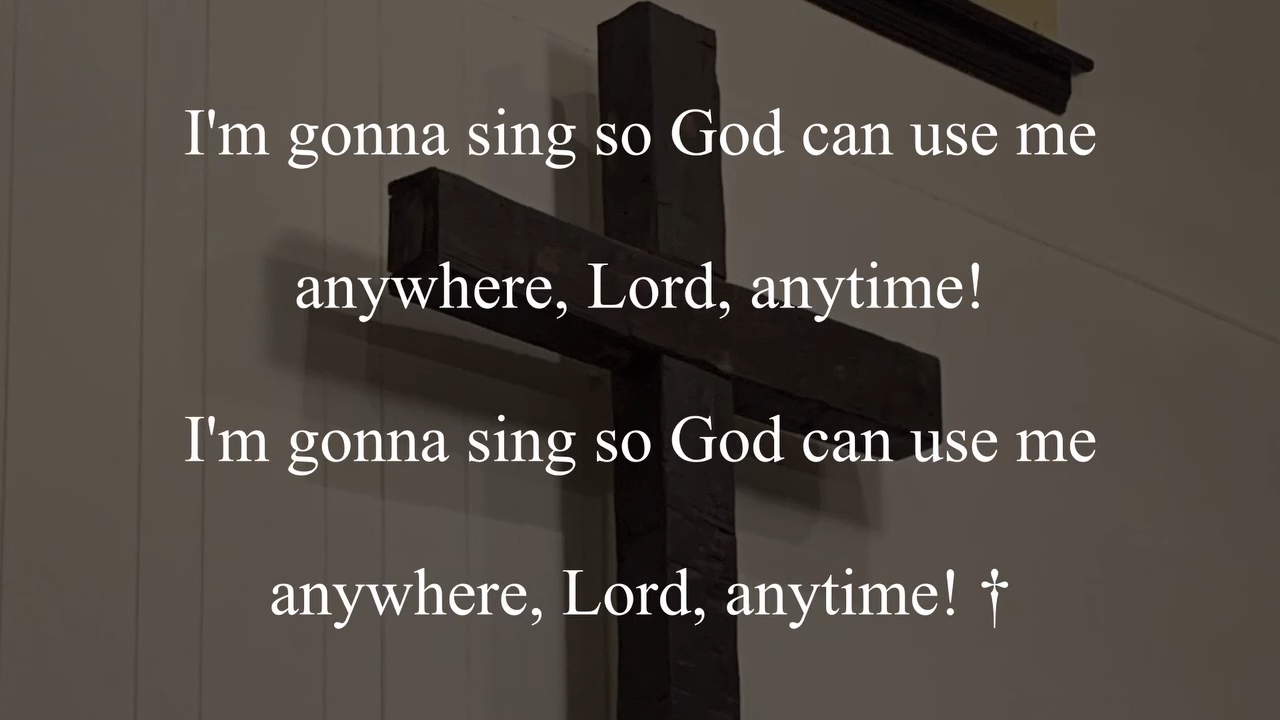 I'm gonna sing so God can use me
anywhere, Lord, anytime!
I'm gonna sing so God can use me
anywhere, Lord, anytime! †